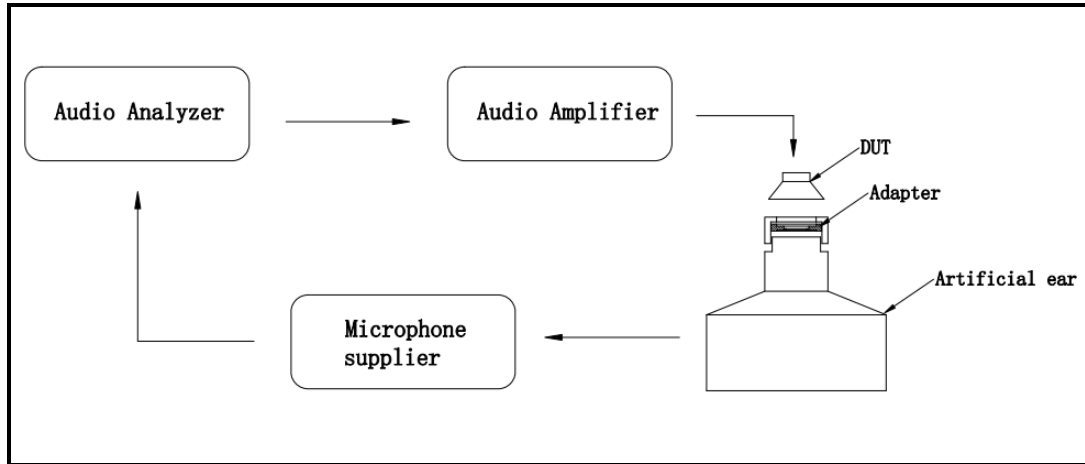 Audio Analyzer
Audio Amplifier
DUT
Adapter
Artificial ear
Microphone
supplier